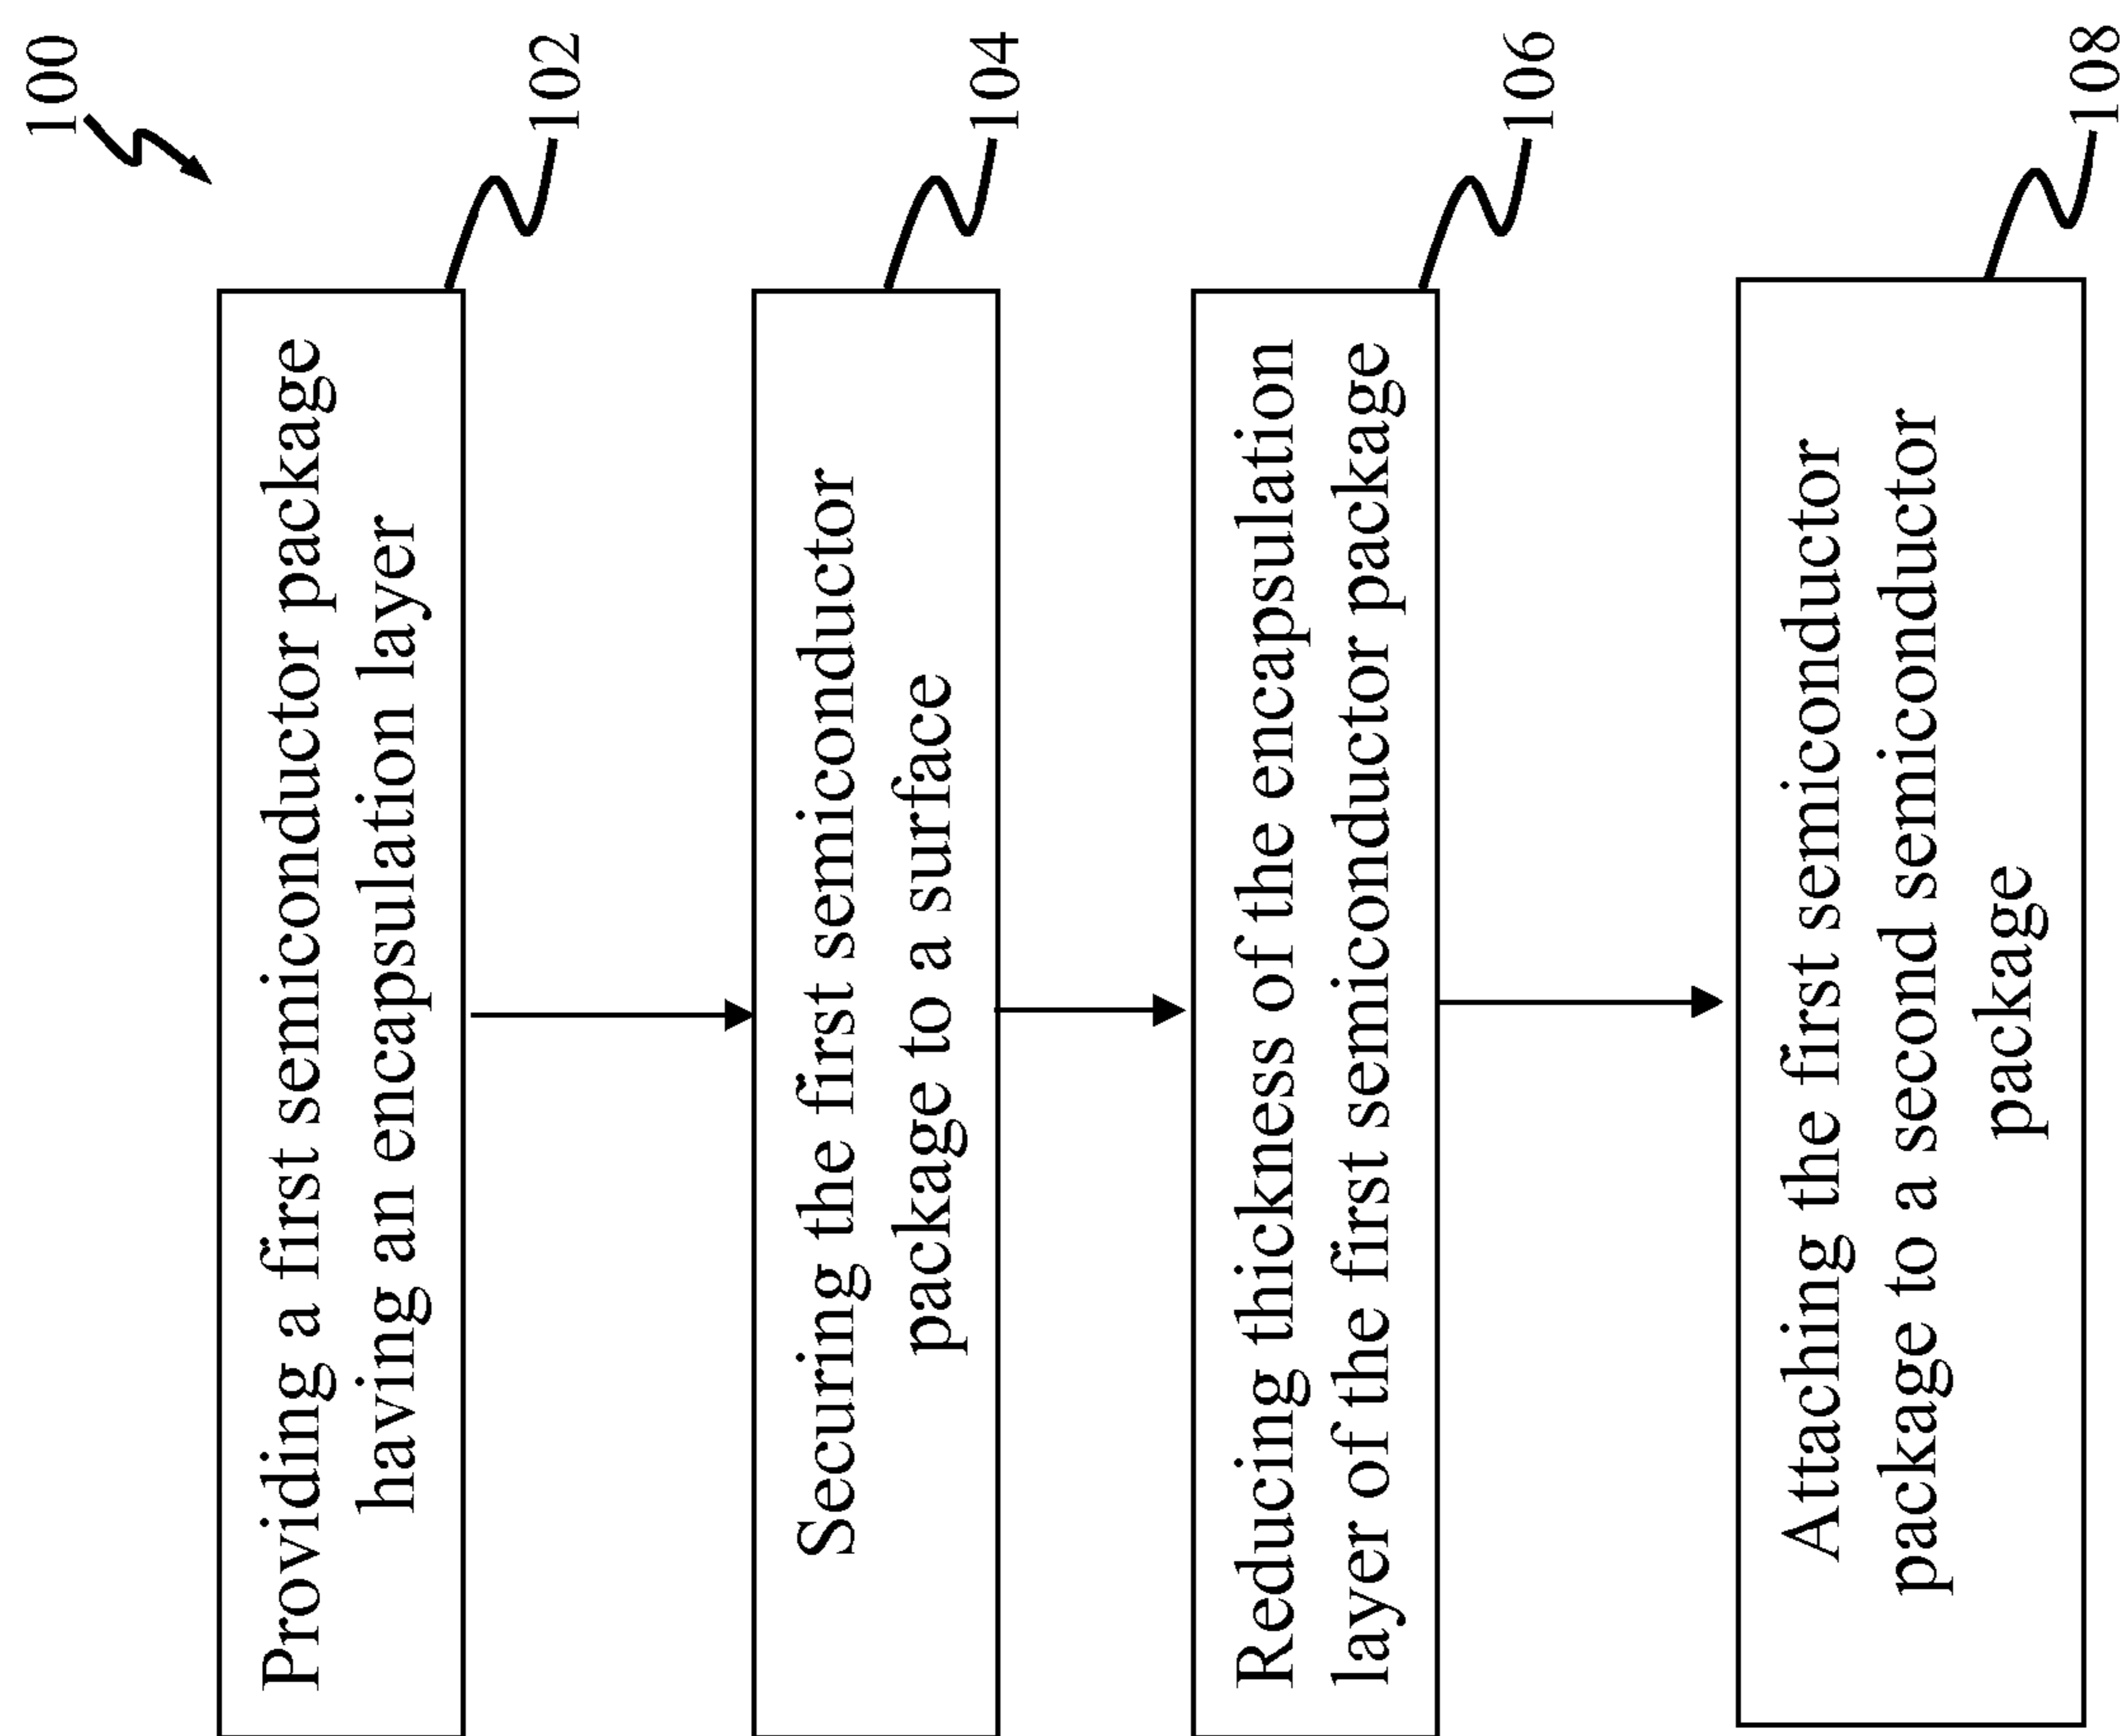 100
Providing a first semiconductor package
having an encapsulation layer
102
Securing the first semiconductor
package to a surface
104
Reducing thickness of the encapsulation
layer of the first semiconductor package
106
Attaching the first semiconductor
package to a second semiconductor
package
108